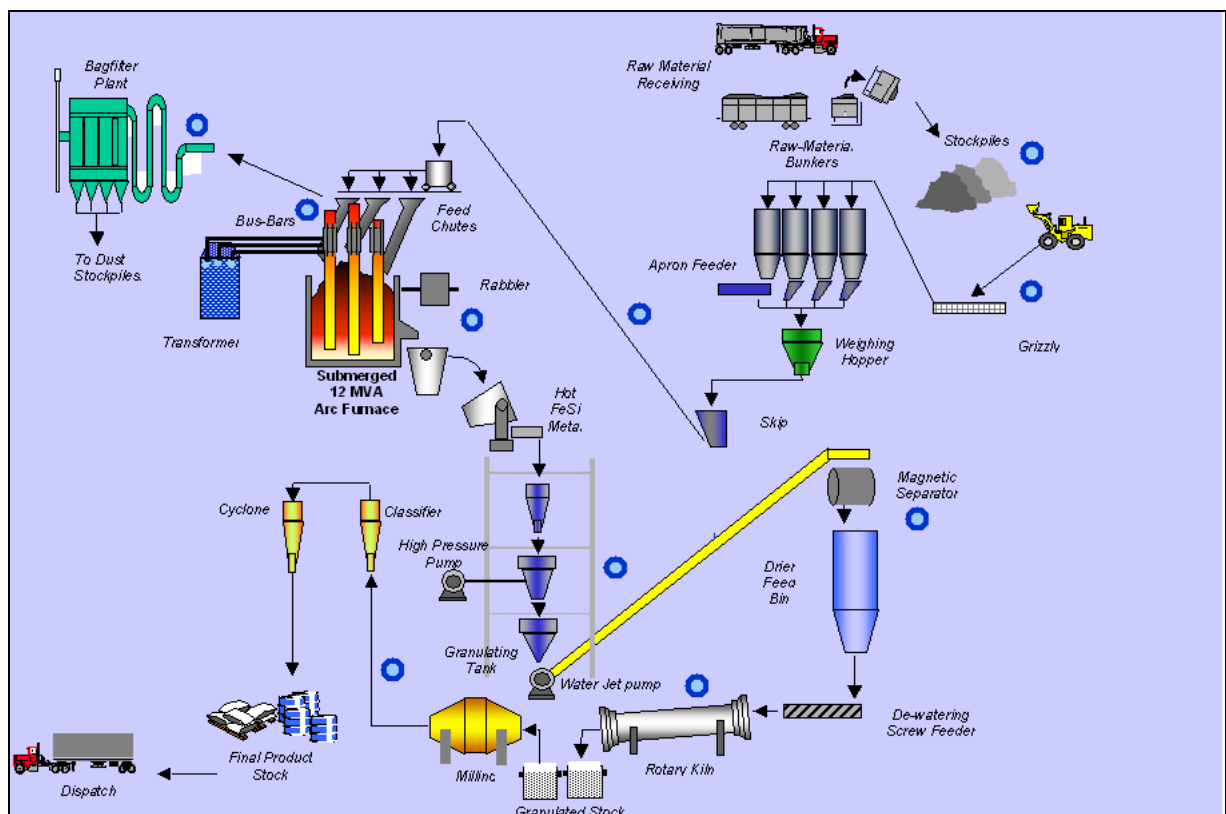 Bagfilter
Plant
Raw Material
Receiving
Raw-Materia.
Bunkers
Stockpiles
Bus-Bars
Feed
Chutes
To Dust
Stockpiles.
Apron Feeder
Rabbler
Transformer
Weighing
Hopper
Grizzly
Submerged
12 MVA
Arc Furnace
Hot
FeSi
Meta.
Skip
Magnetic
Separator
Cyclone
Classifier
High Pressure
Pump
Drier
Feed
Bin
Granulating
Tank
Water Jet pump
De-watering
Screw Feeder
Final Product
Stock
Millinc
Rotary Kiln
Dispatch
Granulated Stock